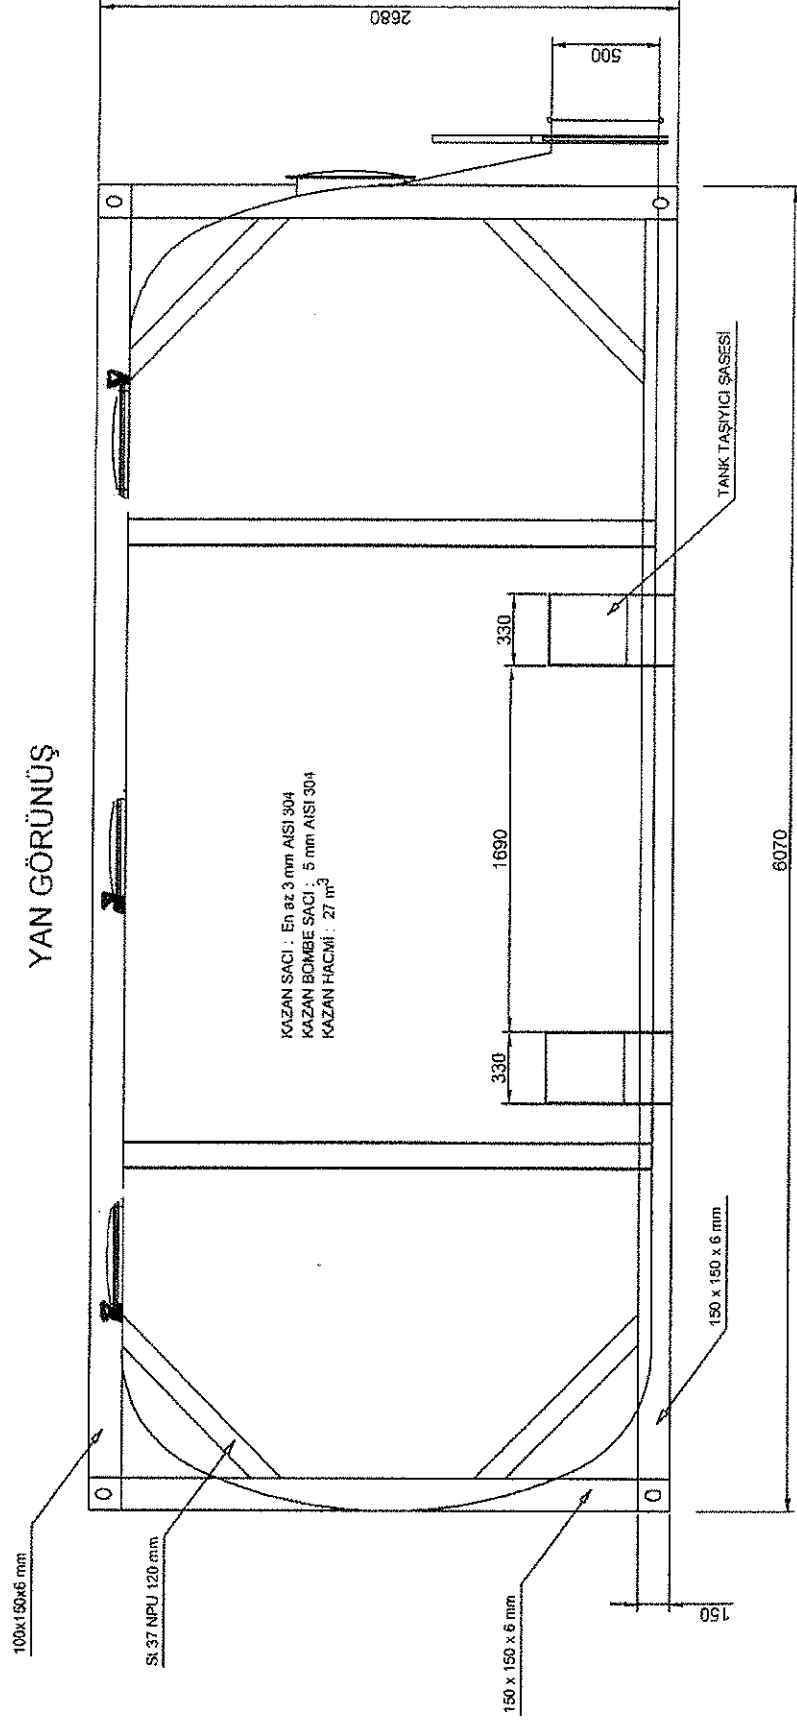 YAN GÖRÜNÜŞ
100x150x6 mm
St 37 NPU 120 mm
150 x 150 x 6 mm
150 x 150 x 6 mm
150
KAZAN SACI : En az 3 mm AISI 304
KAZAN BOMBE SACI : 5 mm AISI 304
KAZAN HACMİ : 27 m³
330
1690
330
TANK TAŞIYICI ŞASESİ
6070
2680
500